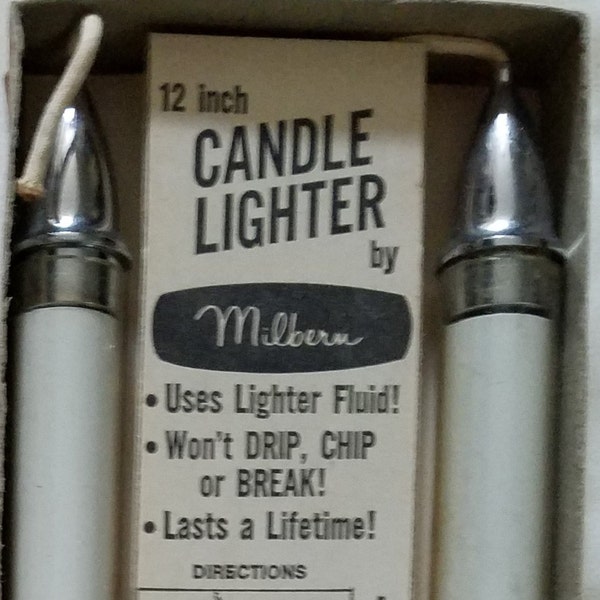 12 inch
CANDLE
LIGHTER
by
Milbern
• Uses Lighter Fluid!
• Won't DRIP, CHIP
or BREAK!
• Lasts a Lifetime!
DIRECTIONS